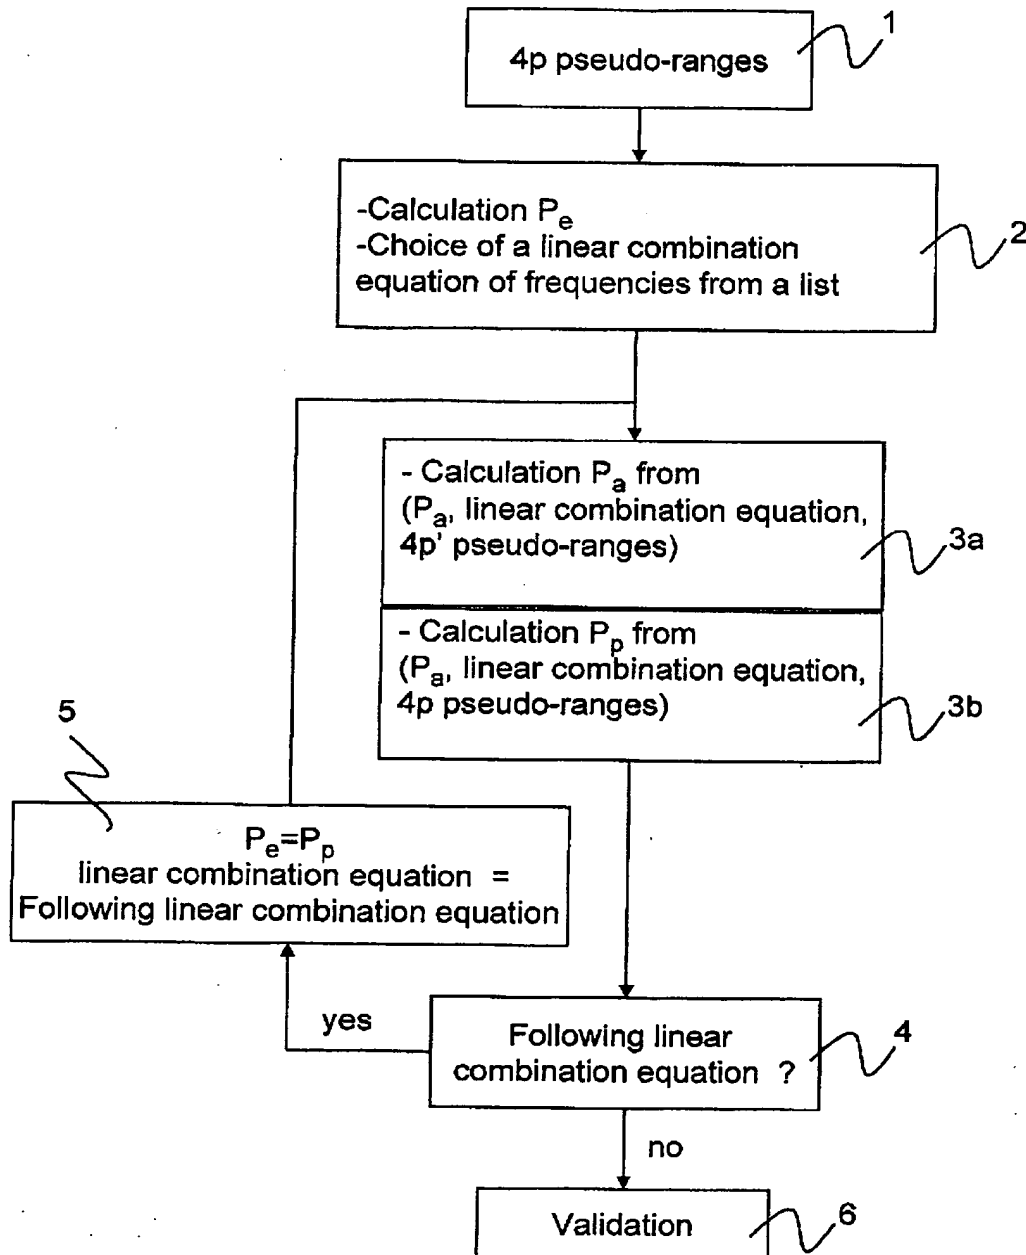 1
4p pseudo-ranges
-Calculation Pe
-Choice of a linear combination
equation of frequencies from a list
2
- Calculation Pa from
(Pa, linear combination equation,
4p' pseudo-ranges)
3a
- Calculation Pp from
(Pa, linear combination equation,
4p pseudo-ranges)
3b
5
Pe=Pp
linear combination equation =
Following linear combination equation
yes
Following linear
combination equation ?
4
no
Validation
6